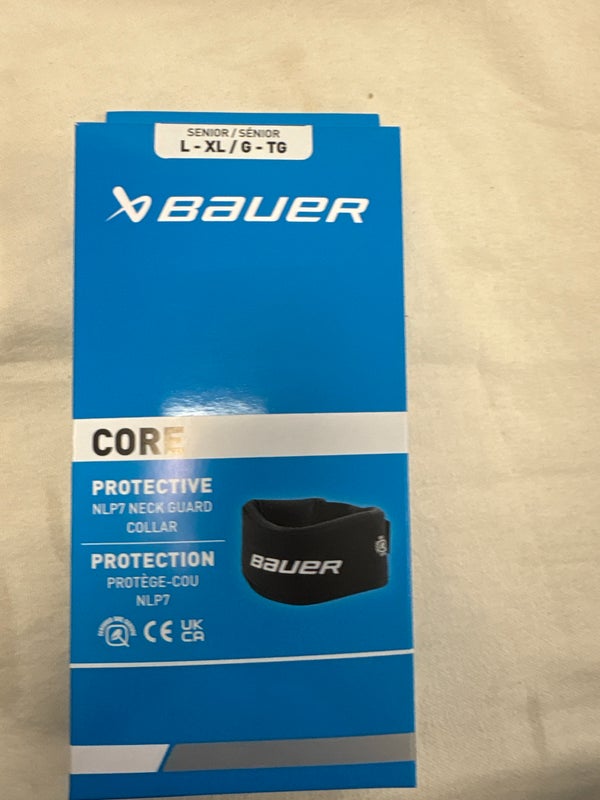 SENIOR / SÉNIOR
L - XL / G - TG
BAUER
CORE
PROTECTIVE
NLP7 NECK GUARD
COLLAR
BAUER
PROTECTION
PROTÈGE-COU
NLP7
CE UK
CA